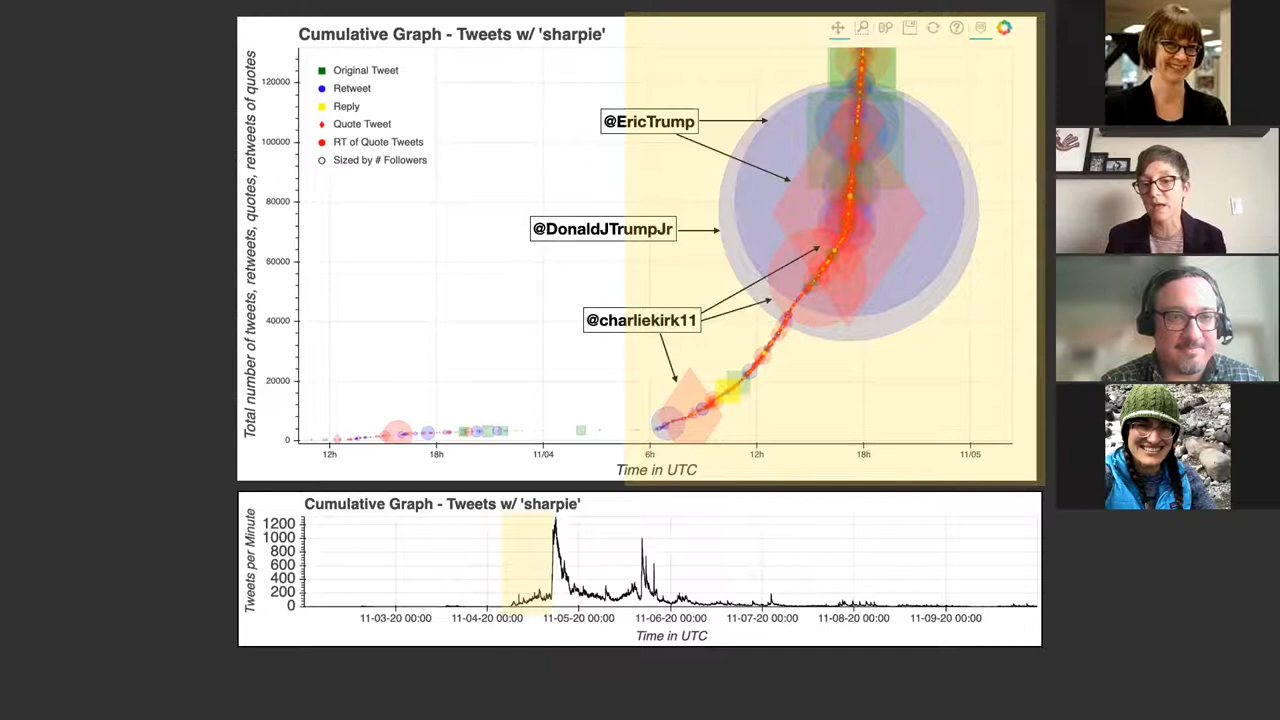 Cumulative Graph - Tweets w/ 'sharpie'
Total number of tweets, retweets, quotes, retweets of quotes
120000
100000
80000
60000
40000
20000
0
Original Tweet
Retweet
Reply
Quote Tweet
RT of Quote Tweets
Sized by # Followers
@EricTrump
@DonaldJTrumpJr
@charliekirk11
12h
18h
11/04
6h
12h
18h
11/05
Time in UTC
Cumulative Graph - Tweets w/ 'sharpie'
Tweets per Minute
1200
1000
800
600
400
200
0
11-03-20 00:00
11-04-20 00:00
11-05-20 00:00
11-06-20 00:00
11-07-20 00:00
11-08-20 00:00
11-09-20 00:00
Time in UTC